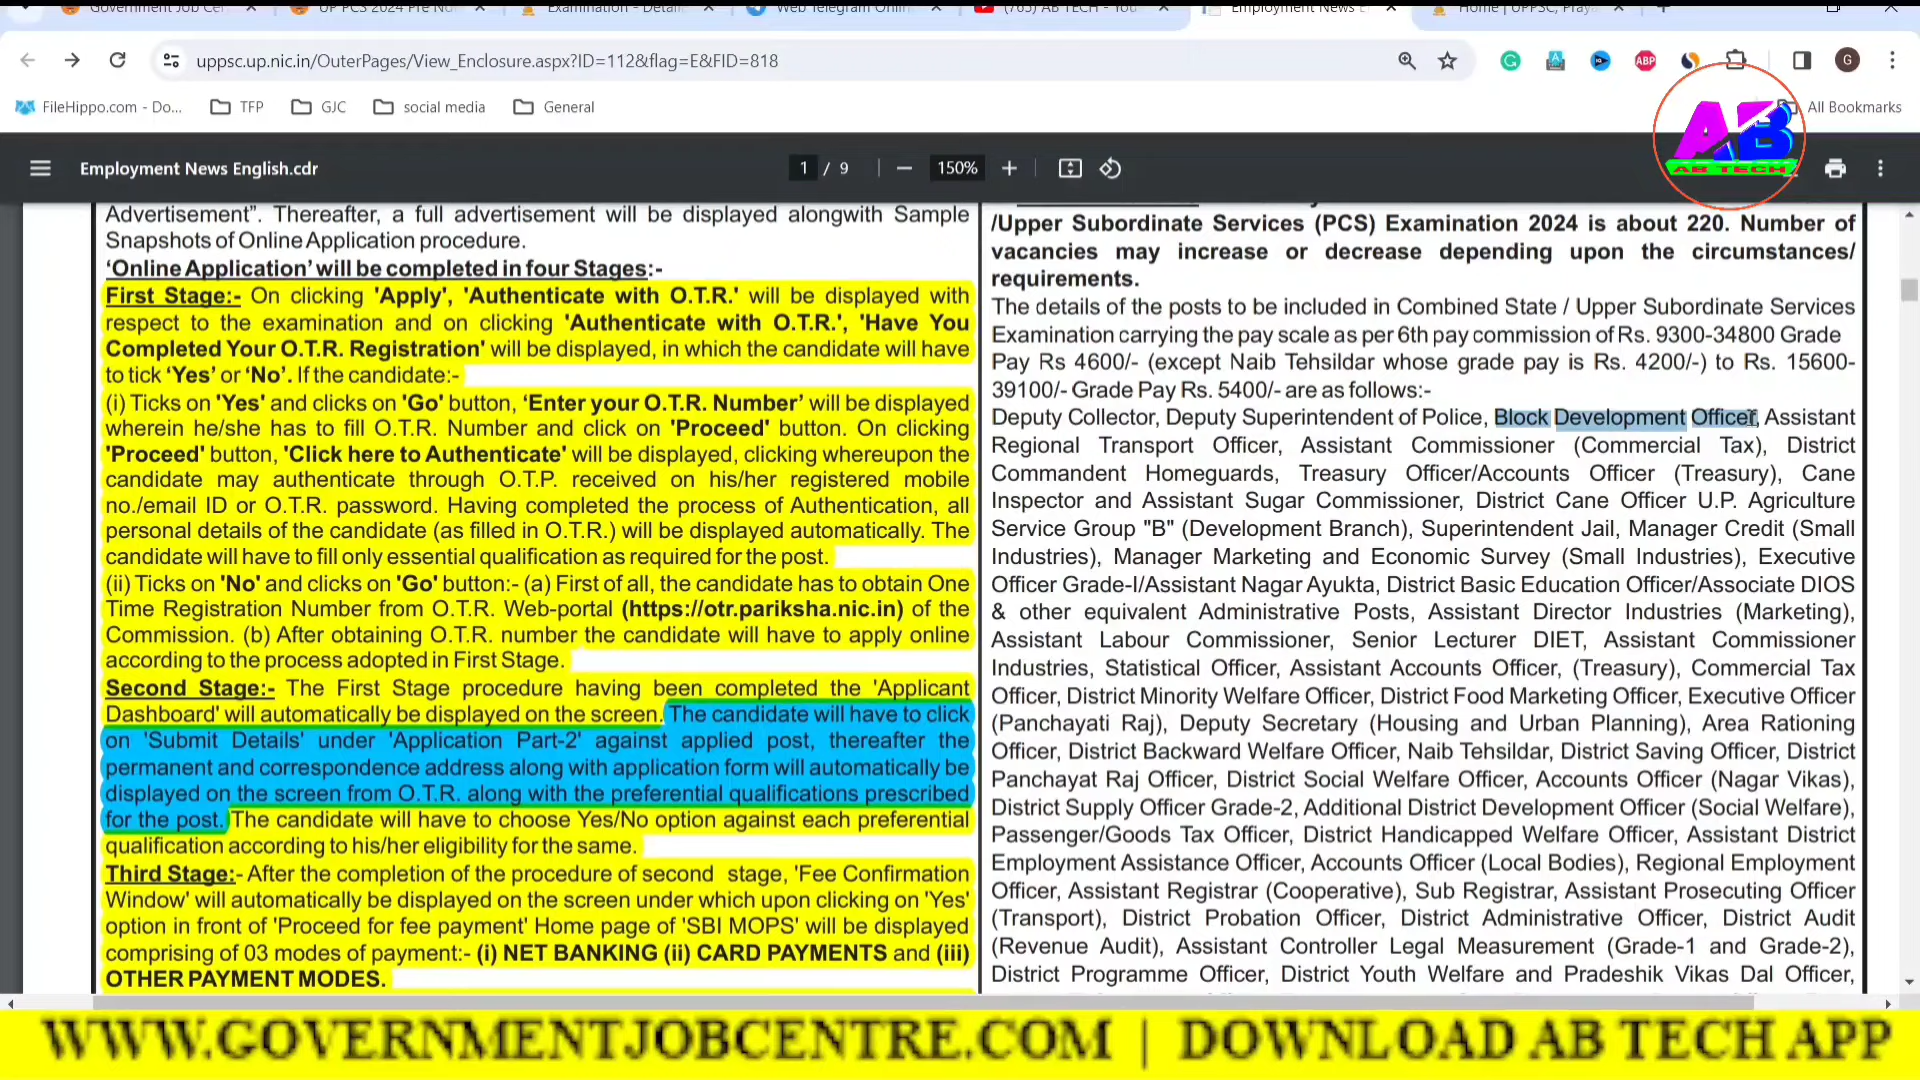 Government Job Cen
UP PCS 2024 Pre No
Examination - Detaile
Web Telegram Onlin
(765) AB TECH - You
Employment News E
Home | UPPSC, Pray
uppsc.up.nic.in/OuterPages/View_Enclosure.aspx?ID=112&flag=E&FID=818
G
ABP
FileHippo.com - Do...
TFP
GJC
social media
General
All Bookmarks
AB
AB TECH
Employment News English.cdr
1 / 9
150%
Advertisement”. Thereafter, a full advertisement will be displayed alongwith Sample
Snapshots of Online Application procedure.
‘Online Application’ will be completed in four Stages:-
First Stage:- On clicking 'Apply', 'Authenticate with O.T.R.' will be displayed with
respect to the examination and on clicking 'Authenticate with O.T.R.', 'Have You
Completed Your O.T.R. Registration' will be displayed, in which the candidate will have
to tick ‘Yes’ or ‘No’. If the candidate:-
(i) Ticks on 'Yes' and clicks on 'Go' button, ‘Enter your O.T.R. Number’ will be displayed
wherein he/she has to fill O.T.R. Number and click on 'Proceed' button. On clicking
'Proceed' button, 'Click here to Authenticate' will be displayed, clicking whereupon the
candidate may authenticate through O.T.P. received on his/her registered mobile
no./email ID or O.T.R. password. Having completed the process of Authentication, all
personal details of the candidate (as filled in O.T.R.) will be displayed automatically. The
candidate will have to fill only essential qualification as required for the post.
(ii) Ticks on 'No' and clicks on 'Go' button:- (a) First of all, the candidate has to obtain One
Time Registration Number from O.T.R. Web-portal (https://otr.pariksha.nic.in) of the
Commission. (b) After obtaining O.T.R. number the candidate will have to apply online
according to the process adopted in First Stage.
Second Stage:- The First Stage procedure having been completed the 'Applicant
Dashboard' will automatically be displayed on the screen. The candidate will have to click
on 'Submit Details' under 'Application Part-2' against applied post, thereafter the
permanent and correspondence address along with application form will automatically be
displayed on the screen from O.T.R. along with the preferential qualifications prescribed
for the post. The candidate will have to choose Yes/No option against each preferential
qualification according to his/her eligibility for the same.
Third Stage:- After the completion of the procedure of second stage, 'Fee Confirmation
Window' will automatically be displayed on the screen under which upon clicking on 'Yes'
option in front of 'Proceed for fee payment' Home page of 'SBI MOPS' will be displayed
comprising of 03 modes of payment:- (i) NET BANKING (ii) CARD PAYMENTS and (iii)
OTHER PAYMENT MODES.
/Upper Subordinate Services (PCS) Examination 2024 is about 220. Number of
vacancies may increase or decrease depending upon the circumstances/
requirements.
The details of the posts to be included in Combined State / Upper Subordinate Services
Examination carrying the pay scale as per 6th pay commission of Rs. 9300-34800 Grade
Pay Rs 4600/- (except Naib Tehsildar whose grade pay is Rs. 4200/-) to Rs. 15600-
39100/- Grade Pay Rs. 5400/- are as follows:-
Deputy Collector, Deputy Superintendent of Police, Block Development Officer, Assistant
Regional Transport Officer, Assistant Commissioner (Commercial Tax), District
Commandent Homeguards, Treasury Officer/Accounts Officer (Treasury), Cane
Inspector and Assistant Sugar Commissioner, District Cane Officer U.P. Agriculture
Service Group "B" (Development Branch), Superintendent Jail, Manager Credit (Small
Industries), Manager Marketing and Economic Survey (Small Industries), Executive
Officer Grade-I/Assistant Nagar Ayukta, District Basic Education Officer/Associate DIOS
& other equivalent Administrative Posts, Assistant Director Industries (Marketing),
Assistant Labour Commissioner, Senior Lecturer DIET, Assistant Commissioner
Industries, Statistical Officer, Assistant Accounts Officer, (Treasury), Commercial Tax
Officer, District Minority Welfare Officer, District Food Marketing Officer, Executive Officer
(Panchayati Raj), Deputy Secretary (Housing and Urban Planning), Area Rationing
Officer, District Backward Welfare Officer, Naib Tehsildar, District Saving Officer, District
Panchayat Raj Officer, District Social Welfare Officer, Accounts Officer (Nagar Vikas),
District Supply Officer Grade-2, Additional District Development Officer (Social Welfare),
Passenger/Goods Tax Officer, District Handicapped Welfare Officer, Assistant District
Employment Assistance Officer, Accounts Officer (Local Bodies), Regional Employment
Officer, Assistant Registrar (Cooperative), Sub Registrar, Assistant Prosecuting Officer
(Transport), District Probation Officer, District Administrative Officer, District Audit
(Revenue Audit), Assistant Controller Legal Measurement (Grade-1 and Grade-2),
District Programme Officer, District Youth Welfare and Pradeshik Vikas Dal Officer,
WWW.GOVERNMENTJOBCENTRE.COM | DOWNLOAD AB TECH APP